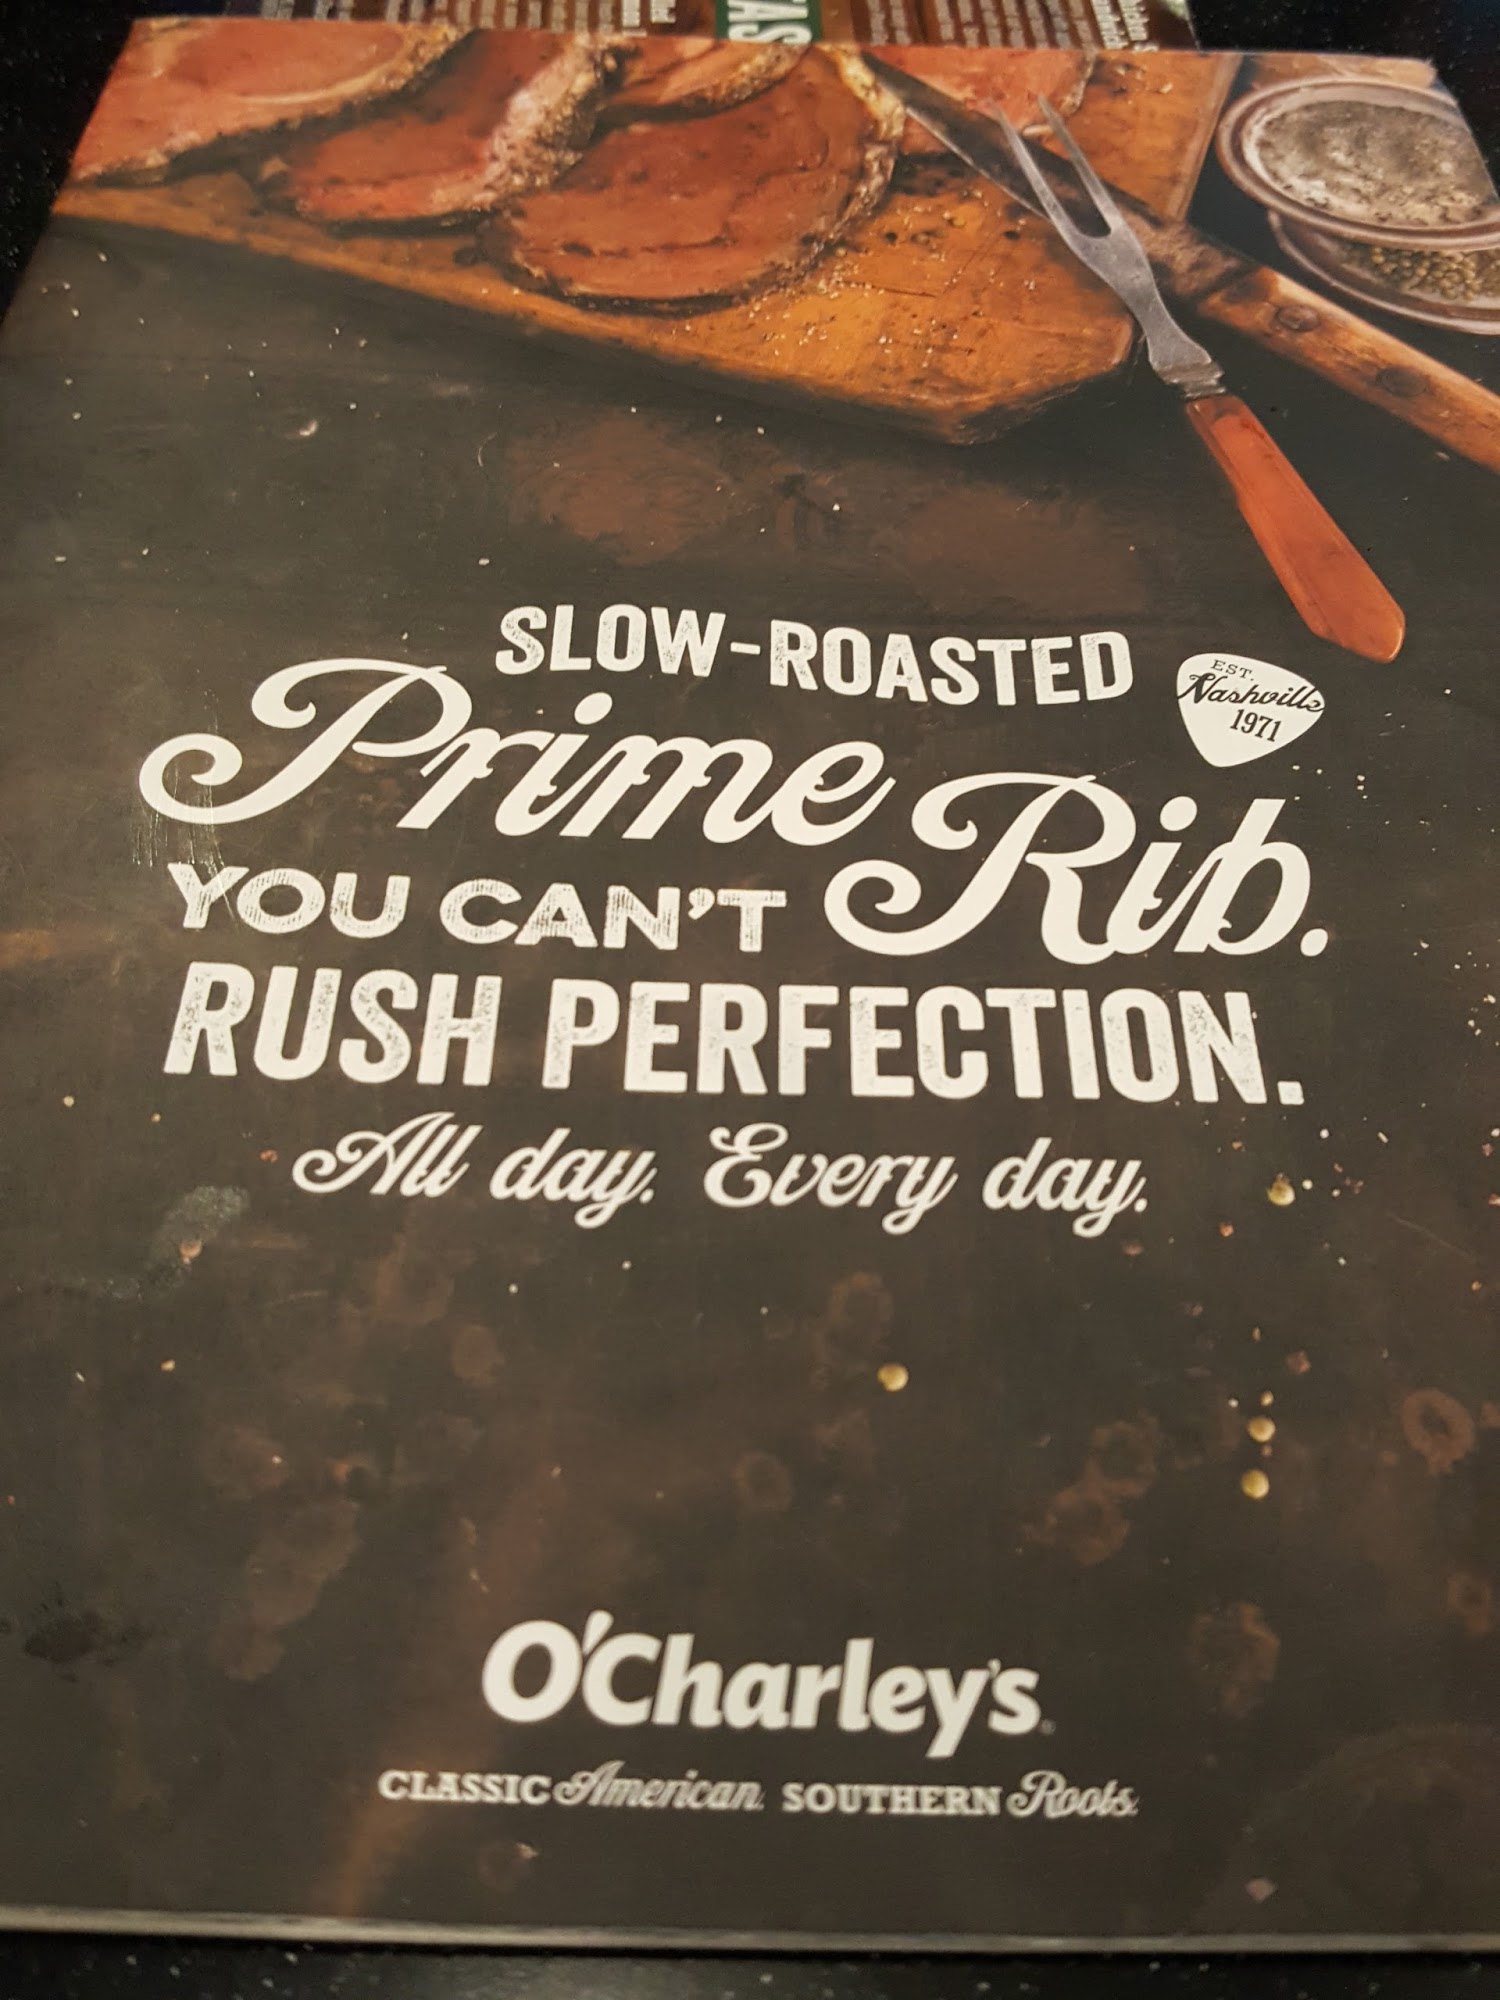 SLOW-ROASTED
EST.
Nashville
1971
Prime Rib.
YOU CAN'T
RUSH PERFECTION.
All day. Every day.
O'Charley's
CLASSIC American. SOUTHERN Roots.